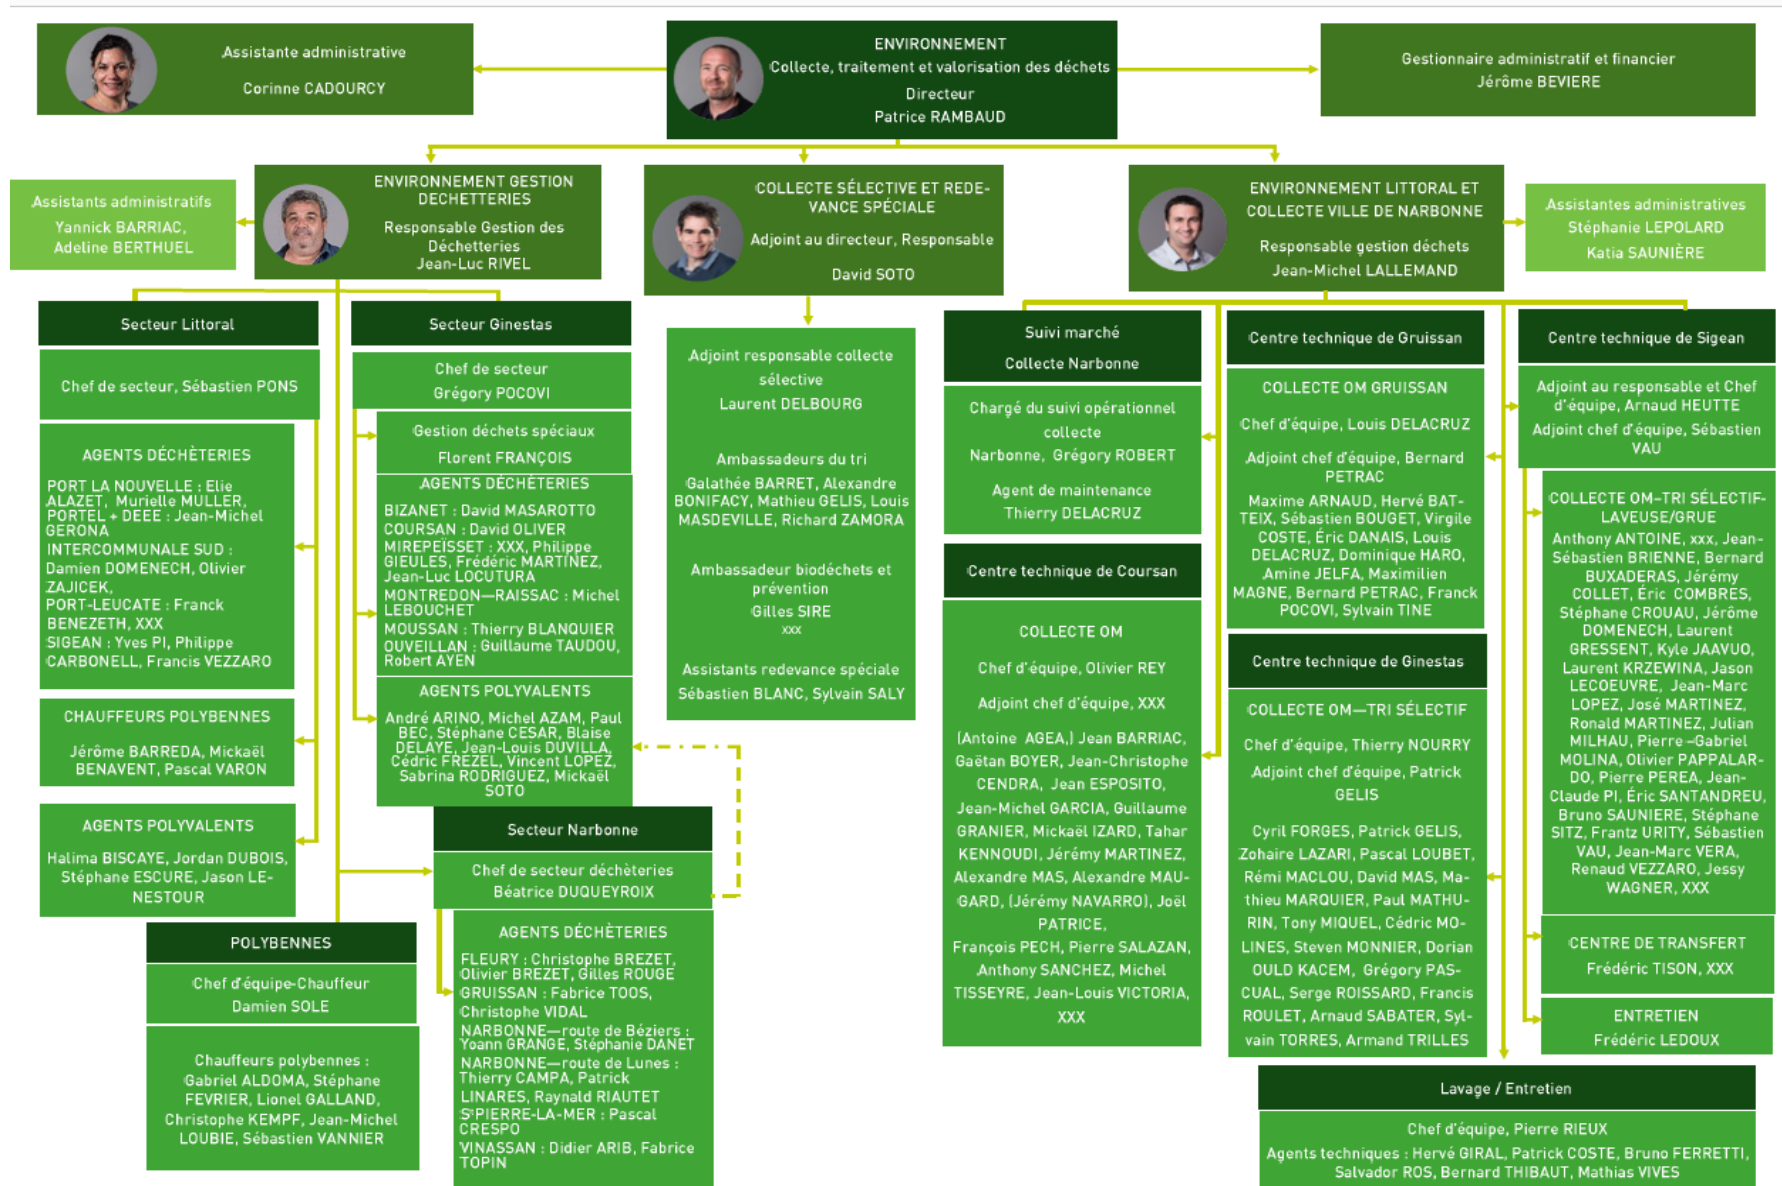 Assistante administrative
Corinne CADOURCY
ENVIRONNEMENT
Collecte, traitement et valorisation des déchets
Directeur
Patrice RAMBAUD
Gestionnaire administratif et financier
Jérôme BEVIERE
Assistants administratifs
Yannick BARRIAC,
Adeline BERTHUEL
ENVIRONNEMENT GESTION
DECHETTERIES
Responsable Gestion des
Déchetteries
Jean-Luc RIVEL
COLLECTE SÉLECTIVE ET REDE-
VANCE SPÉCIALE
Adjoint au directeur, Responsable
David SOTO
ENVIRONNEMENT LITTORAL ET
COLLECTE VILLE DE NARBONNE
Responsable gestion déchets
Jean-Michel LALLEMAND
Assistantes administratives
Stéphanie LEPOLARD
Katia SAUNIÈRE
Secteur Littoral
Chef de secteur, Sébastien PONS
AGENTS DÉCHÈTERIES
PORT LA NOUVELLE : Elie
ALAZET, Murielle MULLER,
PORTEL + DEEE : Jean-Michel
GERONA
INTERCOMMUNALE SUD :
Damien DOMENECH, Olivier
ZAJICEK,
PORT-LEUCATE : Franck
BENEZETH, XXX
SIGEAN : Yves PI, Philippe
CARBONELL, Francis VEZZARO
CHAUFFEURS POLYBENNES
Jérôme BARREDA, Mickaël
BENAVENT, Pascal VARON
AGENTS POLYVALENTS
Halima BISCAYE, Jordan DUBOIS,
Stéphane ESCURE, Jason LE-
NESTOUR
POLYBENNES
Chef d'équipe-Chauffeur
Damien SOLE
Chauffeurs polybennes :
Gabriel ALDOMA, Stéphane
FEVRIER, Lionel GALLAND,
Christophe KEMPF, Jean-Michel
LOUBIE, Sébastien VANNIER
Secteur Ginestas
Chef de secteur
Grégory POCOVI
Gestion déchets spéciaux
Florent FRANÇOIS
AGENTS DÉCHÈTERIES
BIZANET : David MASAROTTO
COURSAN : David OLIVER
MIREPEÏSSET : XXX, Philippe
GIEULES, Frédéric MARTINEZ,
Jean-Luc LOCUTURA
MONTREDON—RAISSAC : Michel
LEBOUCHET
MOUSSAN : Thierry BLANQUIER
OUVEILLAN : Guillaume TAUDOU,
Robert AYEN
AGENTS POLYVALENTS
André ARINO, Michel AZAM, Paul
BEC, Stéphane CESAR, Blaise
DELAYE, Jean-Louis DUVILLA,
Cédric FREZEL, Vincent LOPEZ,
Sabrina RODRIGUEZ, Mickaël
SOTO
Secteur Narbonne
Chef de secteur déchèteries
Béatrice DUQUEYROIX
AGENTS DÉCHÈTERIES
FLEURY : Christophe BREZET,
Olivier BREZET, Gilles ROUGE
GRUISSAN : Fabrice TOOS,
Christophe VIDAL
NARBONNE—route de Béziers :
Yoann GRANGE, Stéphanie DANET
NARBONNE—route de Lunes :
Thierry CAMPA, Patrick
LINARES, Raynald RIAUTET
St PIERRE-LA-MER : Pascal
CRESPO
VINASSAN : Didier ARIB, Fabrice
TOPIN
Adjoint responsable collecte
sélective
Laurent DELBOURG
Ambassadeurs du tri
Galathée BARRET, Alexandre
BONIFACY, Mathieu GELIS, Louis
MASDEVILLE, Richard ZAMORA
Ambassadeur biodéchets et
prévention
Gilles SIRE
xxx
Assistants redevance spéciale
Sébastien BLANC, Sylvain SALY
Suivi marché
Collecte Narbonne
Chargé du suivi opérationnel
collecte
Narbonne, Grégory ROBERT
Agent de maintenance
Thierry DELACRUZ
Centre technique de Coursan
COLLECTE OM
Chef d'équipe, Olivier REY
Adjoint chef d'équipe, XXX
(Antoine AGEA,) Jean BARRIAC,
Gaëtan BOYER, Jean-Christophe
CENDRA, Jean ESPOSITO,
Jean-Michel GARCIA, Guillaume
GRANIER, Mickaël IZARD, Tahar
KENNOUDI, Jérémy MARTINEZ,
Alexandre MAS, Alexandre MAU-
GARD, (Jérémy NAVARRO), Joël
PATRICE,
François PECH, Pierre SALAZAN,
Anthony SANCHEZ, Michel
TISSEYRE, Jean-Louis VICTORIA,
XXX
Centre technique de Gruissan
COLLECTE OM GRUISSAN
Chef d'équipe, Louis DELACRUZ
Adjoint chef d'équipe, Bernard
PETRAC
Maxime ARNAUD, Hervé BAT-
TEIX, Sébastien BOUGET, Virgile
COSTE, Éric DANAIS, Louis
DELACRUZ, Dominique HARO,
Amine JELFA, Maximilien
MAGNE, Bernard PETRAC, Franck
POCOVI, Sylvain TINE
Centre technique de Ginestas
COLLECTE OM—TRI SÉLECTIF
Chef d'équipe, Thierry NOURRY
Adjoint chef d'équipe, Patrick
GELIS
Cyril FORGES, Patrick GELIS,
Zohaire LAZARI, Pascal LOUBET,
Rémi MACLOU, David MAS, Ma-
thieu MARQUIER, Paul MATHU-
RIN, Tony MIQUEL, Cédric MO-
LINES, Steven MONNIER, Dorian
OULD KACEM, Grégory PAS-
CUAL, Serge ROISSARD, Francis
ROULET, Arnaud SABATER, Syl-
vain TORRES, Armand TRILLES
Centre technique de Sigean
Adjoint au responsable et Chef
d'équipe, Arnaud HEUTTE
Adjoint chef d'équipe, Sébastien
VAU
COLLECTE OM–TRI SÉLECTIF-
LAVEUSE/GRUE
Anthony ANTOINE, xxx, Jean-
Sébastien BRIENNE, Bernard
BUXADERAS, Jérémy
COLLET, Éric COMBRES,
Stéphane CROUAU, Jérôme
DOMENECH, Laurent
GRESSENT, Kyle JAAVUO,
Laurent KRZEWINA, Jason
LECOEUVRE, Jean-Marc
LOPEZ, José MARTINEZ,
Ronald MARTINEZ, Julian
MILHAU, Pierre –Gabriel
MOLINA, Olivier PAPPALAR-
DO, Pierre PEREA, Jean-
Claude PI, Éric SANTANDREU,
Bruno SAUNIERE, Stéphane
SITZ, Frantz URITY, Sébastien
VAU, Jean-Marc VERA,
Renaud VEZZARO, Jessy
WAGNER, XXX
CENTRE DE TRANSFERT
Frédéric TISON, XXX
ENTRETIEN
Frédéric LEDOUX
Lavage / Entretien
Chef d'équipe, Pierre RIEUX
Agents techniques : Hervé GIRAL, Patrick COSTE, Bruno FERRETTI,
Salvador ROS, Bernard THIBAUT, Mathias VIVES